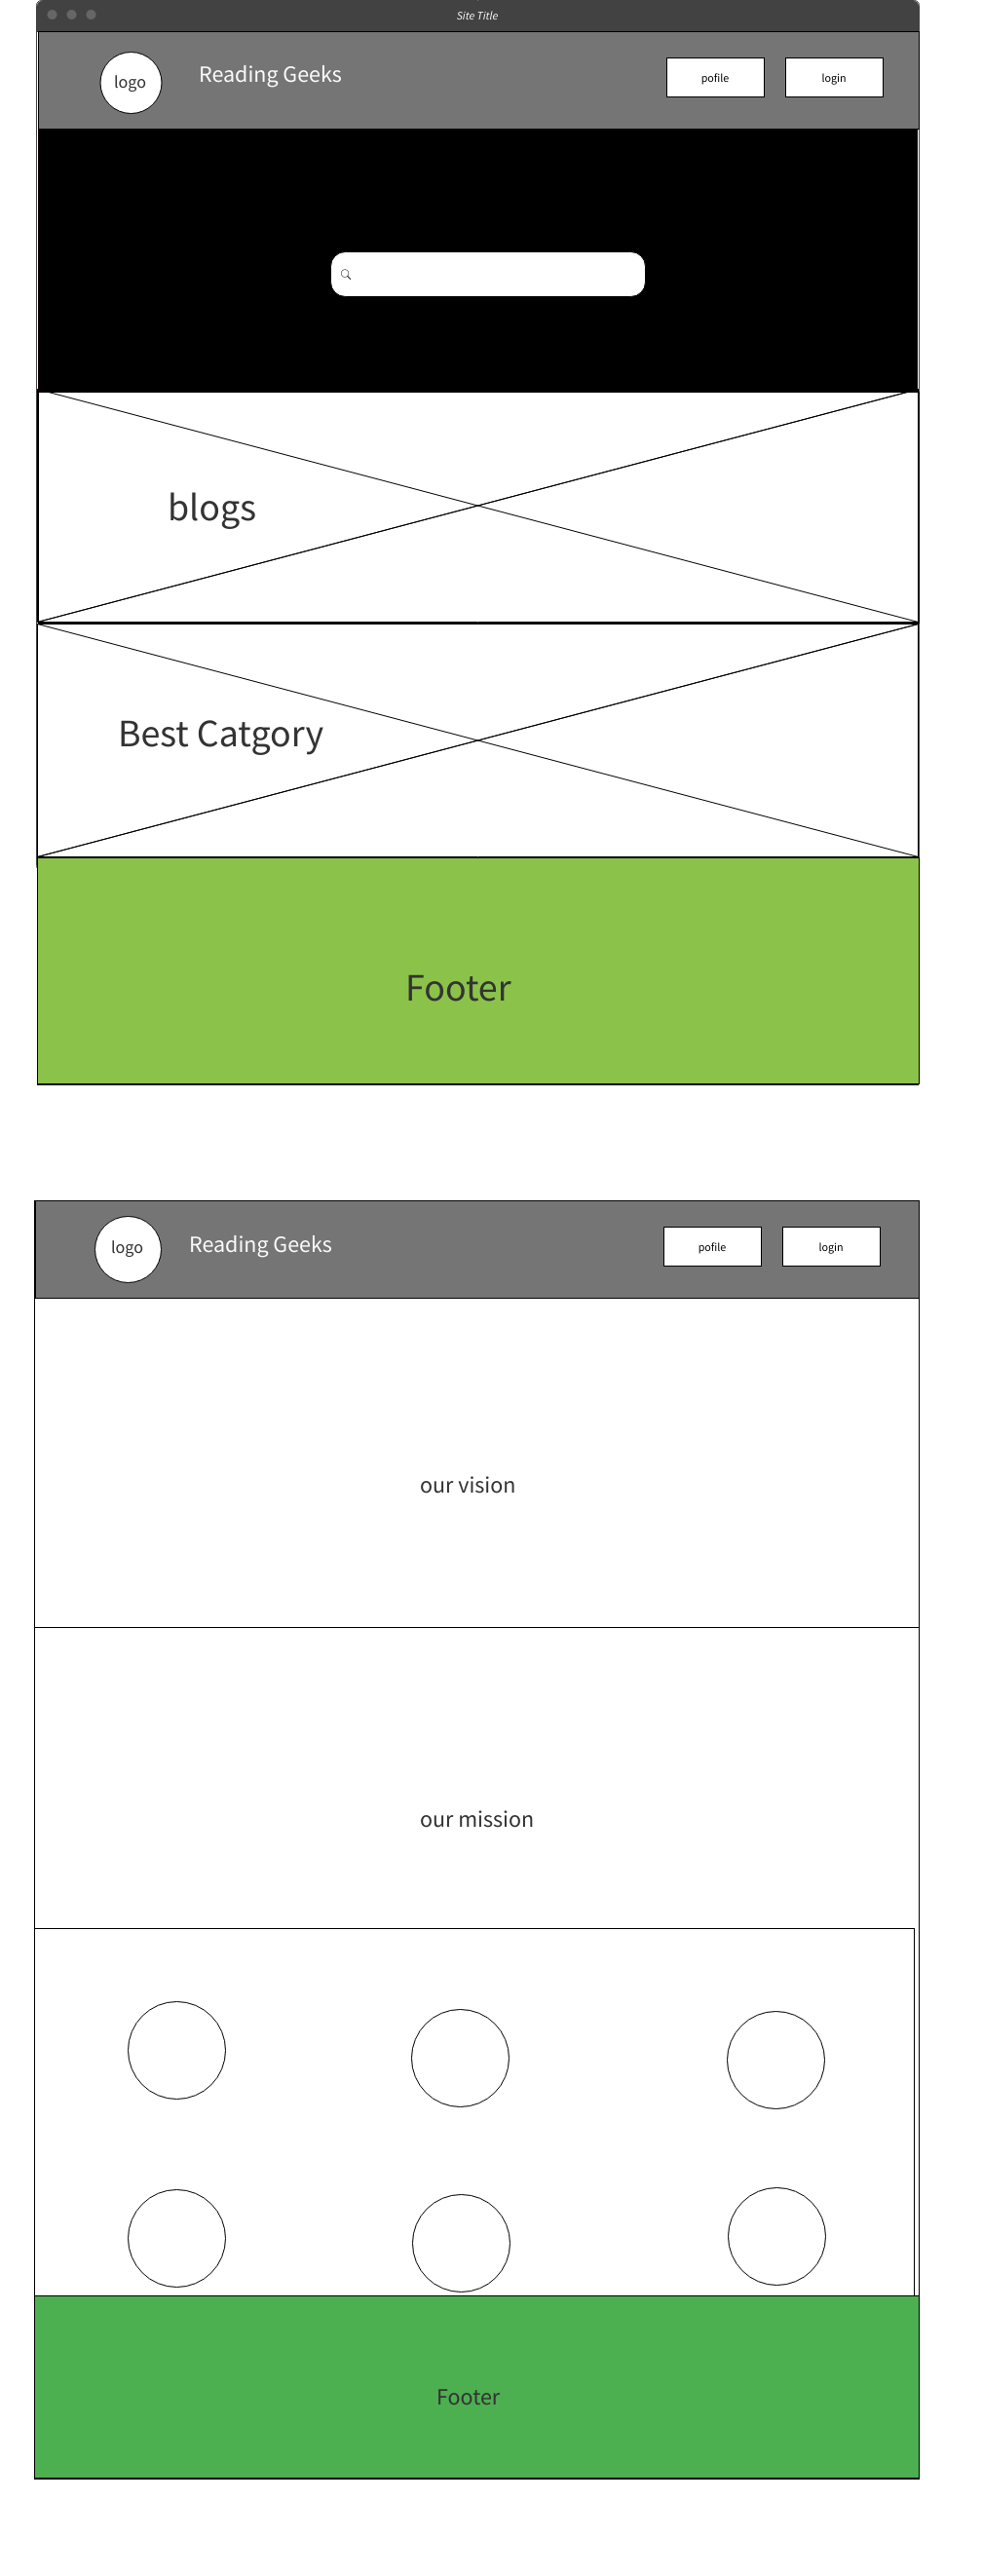 Site Title
logo
Reading Geeks
pofile
login
blogs
Best Catgory
Footer
logo
Reading Geeks
pofile
login
our vision
our mission
Footer